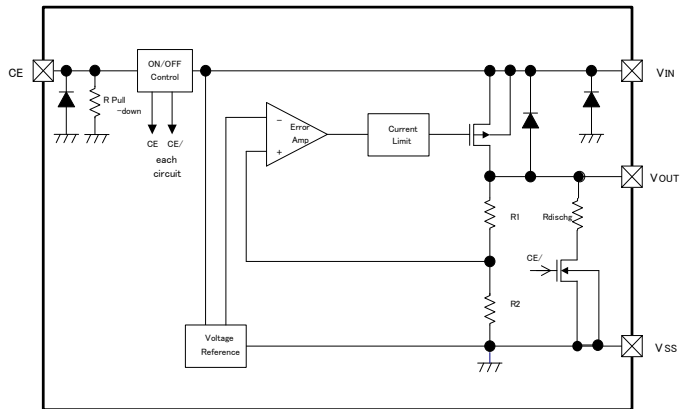 CE
ON/OFF
Control
VIN
R Pull
-down
CE CE/
each
circuit
−
Error
Amp
+
Current
Limit
VOUT
R1
Rdischg
CE/
R2
Voltage
Reference
VSS